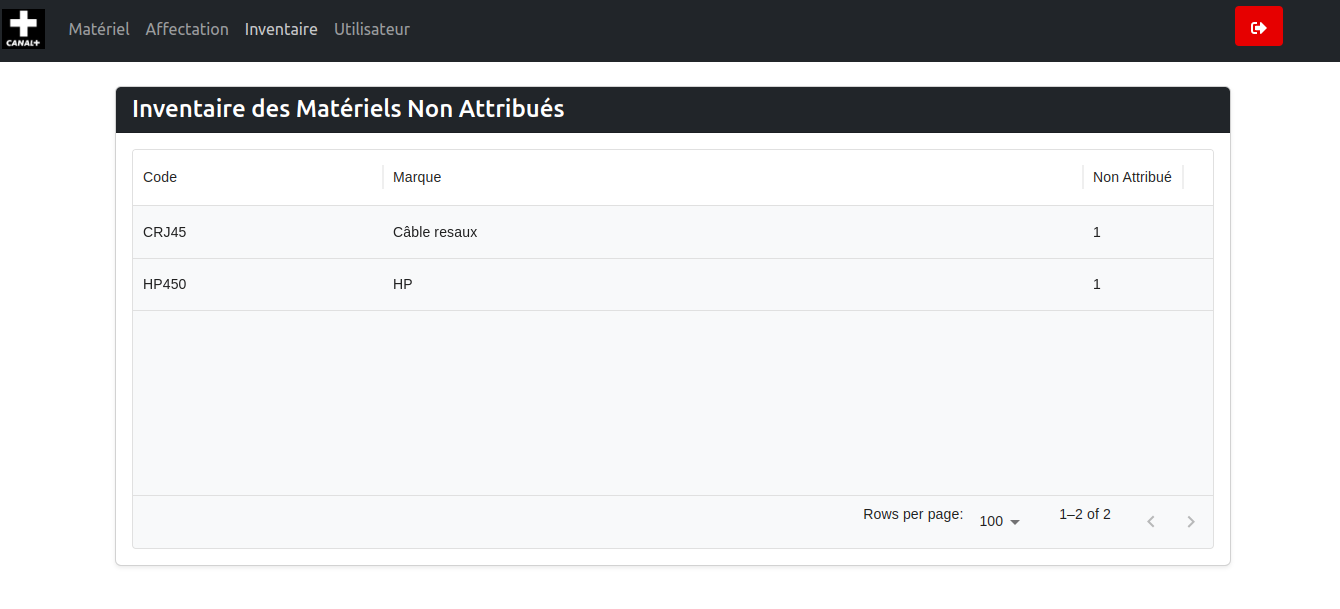 CANAL+
Matériel Affectation Inventaire Utilisateur
Inventaire des Matériels Non Attribués
Code Marque Non Attribué
CRJ45 Câble resaux 1
HP450 HP 1
Rows per page: 100 1–2 of 2